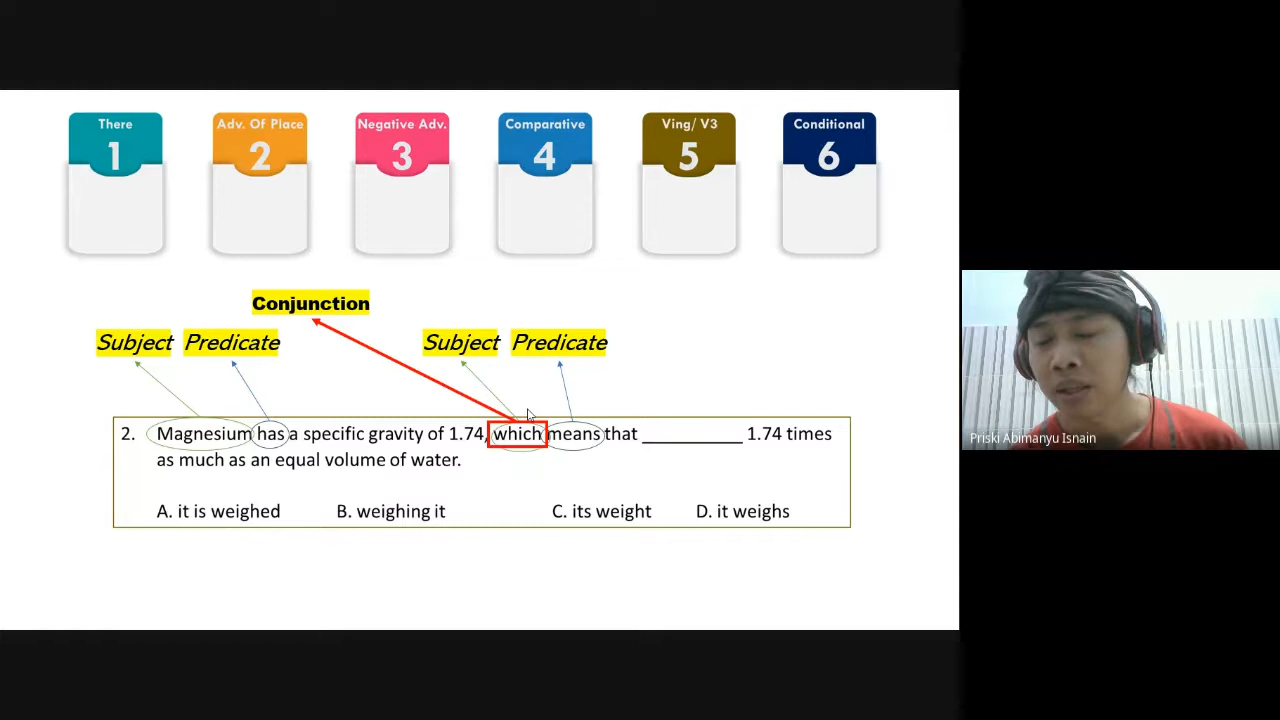 There
1
Adv. Of Place
2
Negative Adv.
3
Comparative
4
Ving/ V3
5
Conditional
6
Conjunction
Subject Predicate Subject Predicate
2. Magnesium has a specific gravity of 1.74, which means that __________ 1.74 times
as much as an equal volume of water.
A. it is weighed B. weighing it C. its weight D. it weighs
Priski Abimanyu Isnain